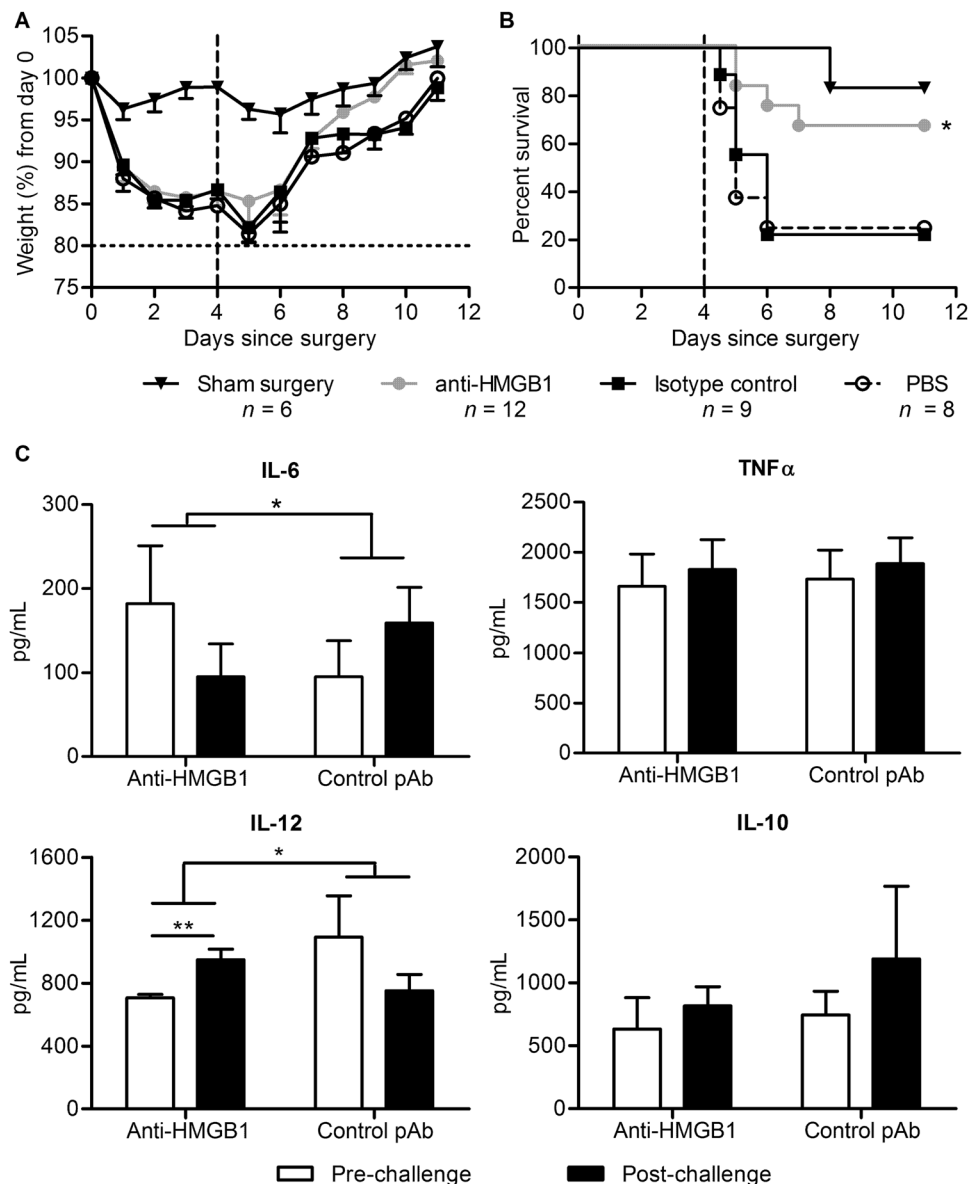 A
Weight (%) from day 0
105
100
95
90
85
80
75
0 2 4 6 8 10 12
Days since surgery
B
Percent survival
100
80
60
40
20
0
*
0 2 4 6 8 10 12
Days since surgery
Sham surgery anti-HMGB1 Isotype control PBS
n = 6 n = 12 n = 9 n = 8
C
IL-6
pg/mL
300
200
100
0
*
Anti-HMGB1 Control pAb
TNFα
pg/mL
2500
2000
1500
1000
500
0
Anti-HMGB1 Control pAb
IL-12
pg/mL
1600
1200
800
400
0
*
**
Anti-HMGB1 Control pAb
IL-10
pg/mL
2000
1500
1000
500
0
Anti-HMGB1 Control pAb
Pre-challenge Post-challenge